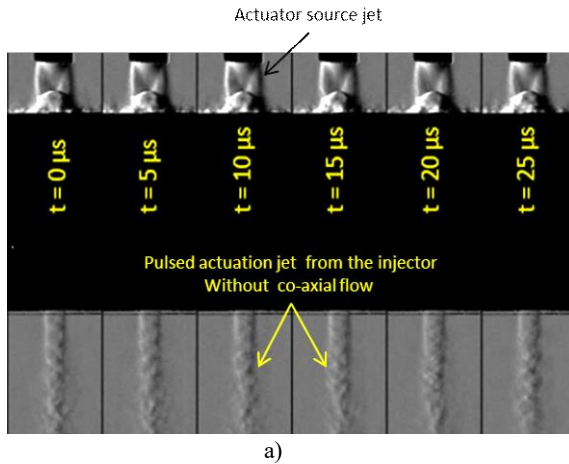 Actuator source jet
t = 0 µs
t = 5 µs
t = 10 µs
t = 15 µs
t = 20 µs
t = 25 µs
Pulsed actuation jet from the injector
Without co-axial flow
a)